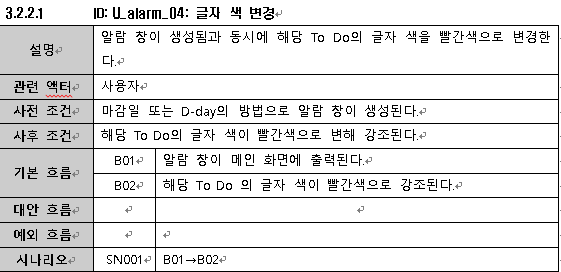 3.2.2.1 ID: U_alarm_04: 글자 색 변경
설명
알람 창이 생성됨과 동시에 해당 To Do의 글자 색을 빨간색으로 변경한
다.
관련 액터 사용자
사전 조건 마감일 또는 D-day의 방법으로 알람 창이 생성된다.
사후 조건 해당 To Do의 글자 색이 빨간색으로 변해 강조된다.
기본 흐름
B01 알람 창이 메인 화면에 출력된다.
B02 해당 To Do 의 글자 색이 빨간색으로 강조된다.
대안 흐름
예외 흐름
시나리오 SN001 B01→B02